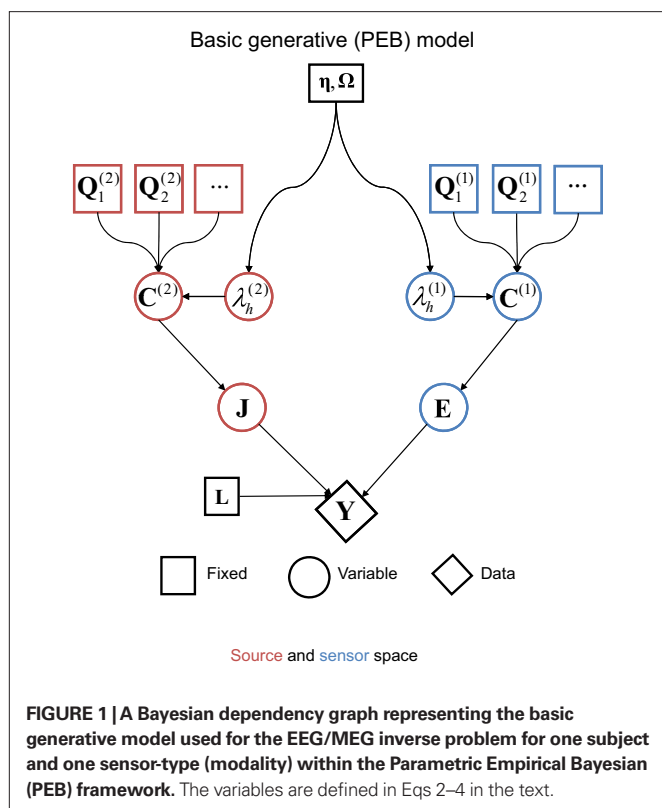 Basic generative (PEB) model
η, Ω
Q₁⁽²⁾ Q₂⁽²⁾ ... Q₁⁽¹⁾ Q₂⁽¹⁾ ...
C⁽²⁾ λₕ⁽²⁾ λₕ⁽¹⁾ C⁽¹⁾
J E
L Y
Fixed Variable Data
Source and sensor space
FIGURE 1 | A Bayesian dependency graph representing the basic
generative model used for the EEG/MEG inverse problem for one subject
and one sensor-type (modality) within the Parametric Empirical Bayesian
(PEB) framework. The variables are defined in Eqs 2–4 in the text.